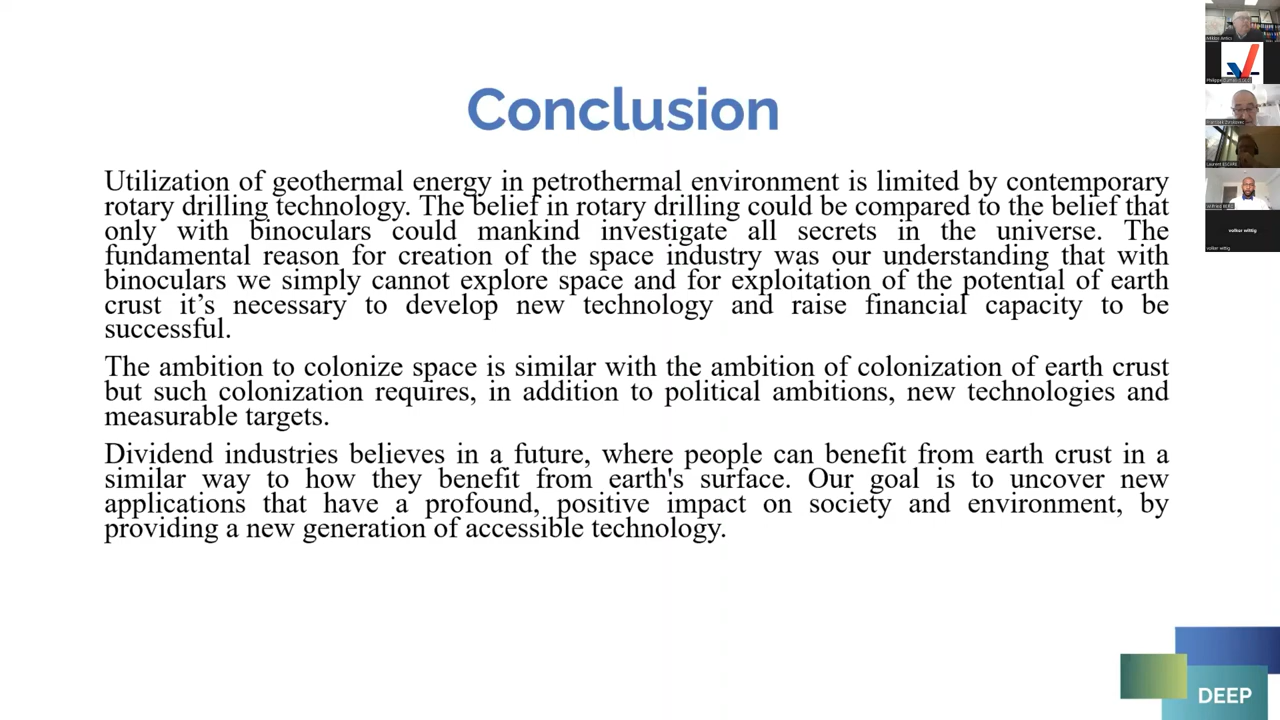 Conclusion
Utilization of geothermal energy in petrothermal environment is limited by contemporary
rotary drilling technology. The belief in rotary drilling could be compared to the belief that
only with binoculars could mankind investigate all secrets in the universe. The
fundamental reason for creation of the space industry was our understanding that with
binoculars we simply cannot explore space and for exploitation of the potential of earth
crust it’s necessary to develop new technology and raise financial capacity to be
successful.
The ambition to colonize space is similar with the ambition of colonization of earth crust
but such colonization requires, in addition to political ambitions, new technologies and
measurable targets.
Dividend industries believes in a future, where people can benefit from earth crust in a
similar way to how they benefit from earth's surface. Our goal is to uncover new
applications that have a profound, positive impact on society and environment, by
providing a new generation of accessible technology.
volker wittig
volker wittig
DEEP